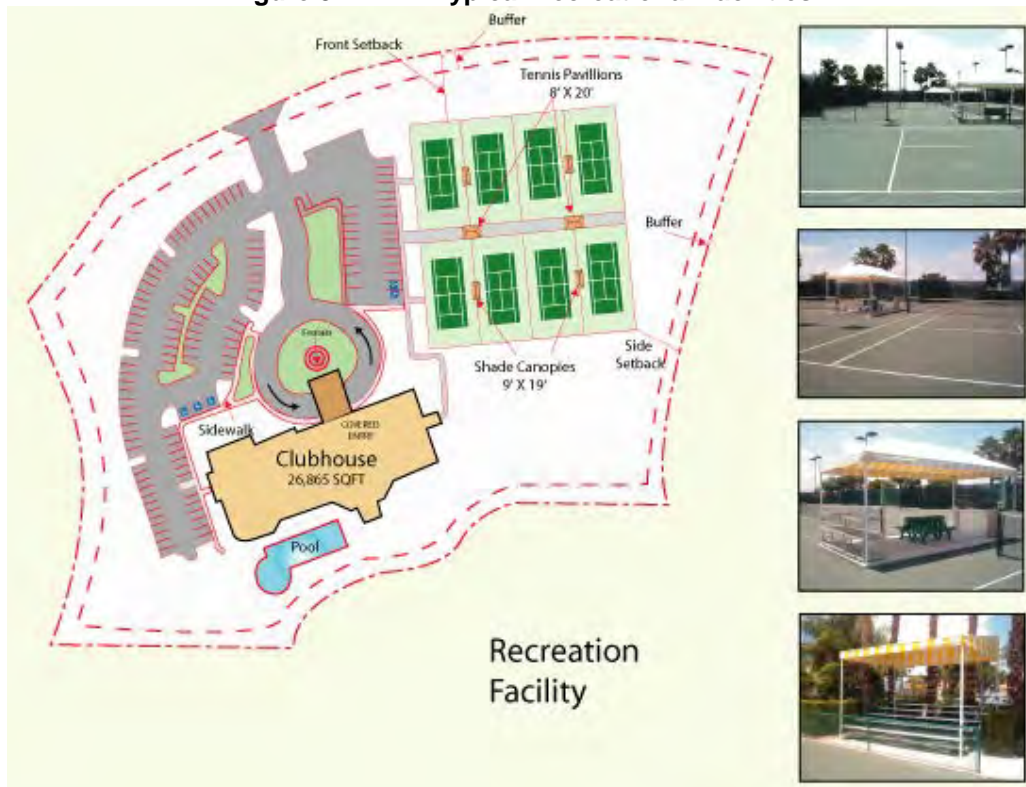 Buffer
Front Setback
Tennis Pavillions
8' X 20'
Buffer
Fountain
Side
Setback
Shade Canopies
9' X 19'
Sidewalk
COVERED
ENTRY
Clubhouse
26,865 SQFT
Pool
Recreation
Facility